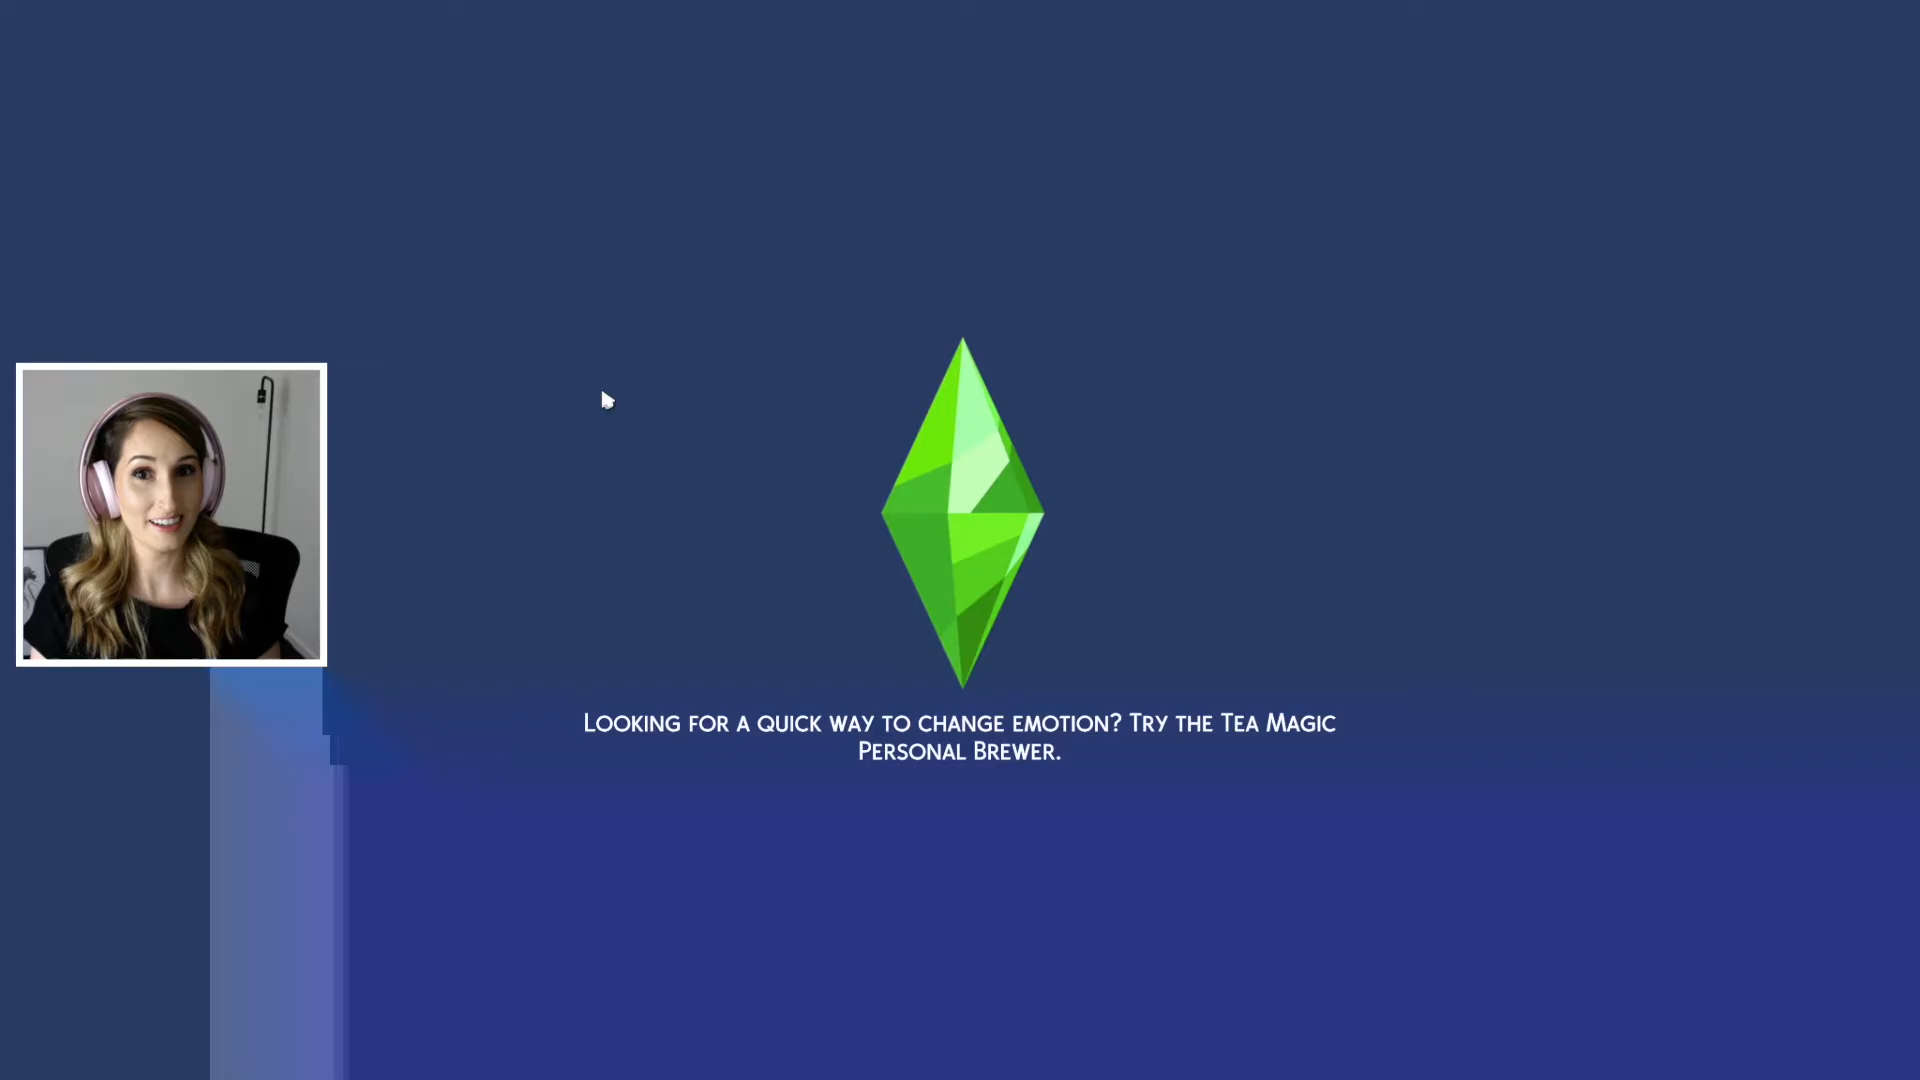 Looking for a quick way to change emotion? Try the Tea Magic
Personal Brewer.